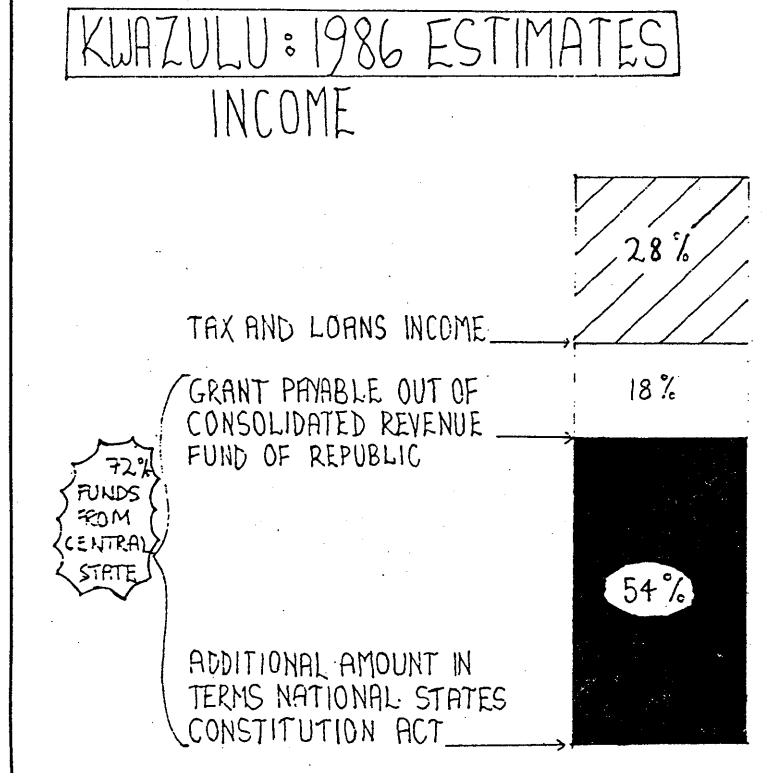 KWAZULU: 1986 ESTIMATES
INCOME
28%
TAX AND LOANS INCOME
18%
GRANT PAYABLE OUT OF
CONSOLIDATED REVENUE
FUND OF REPUBLIC
72%
FUNDS
FROM
CENTRAL
STATE
54%
ADDITIONAL AMOUNT IN
TERMS NATIONAL STATES
CONSTITUTION ACT